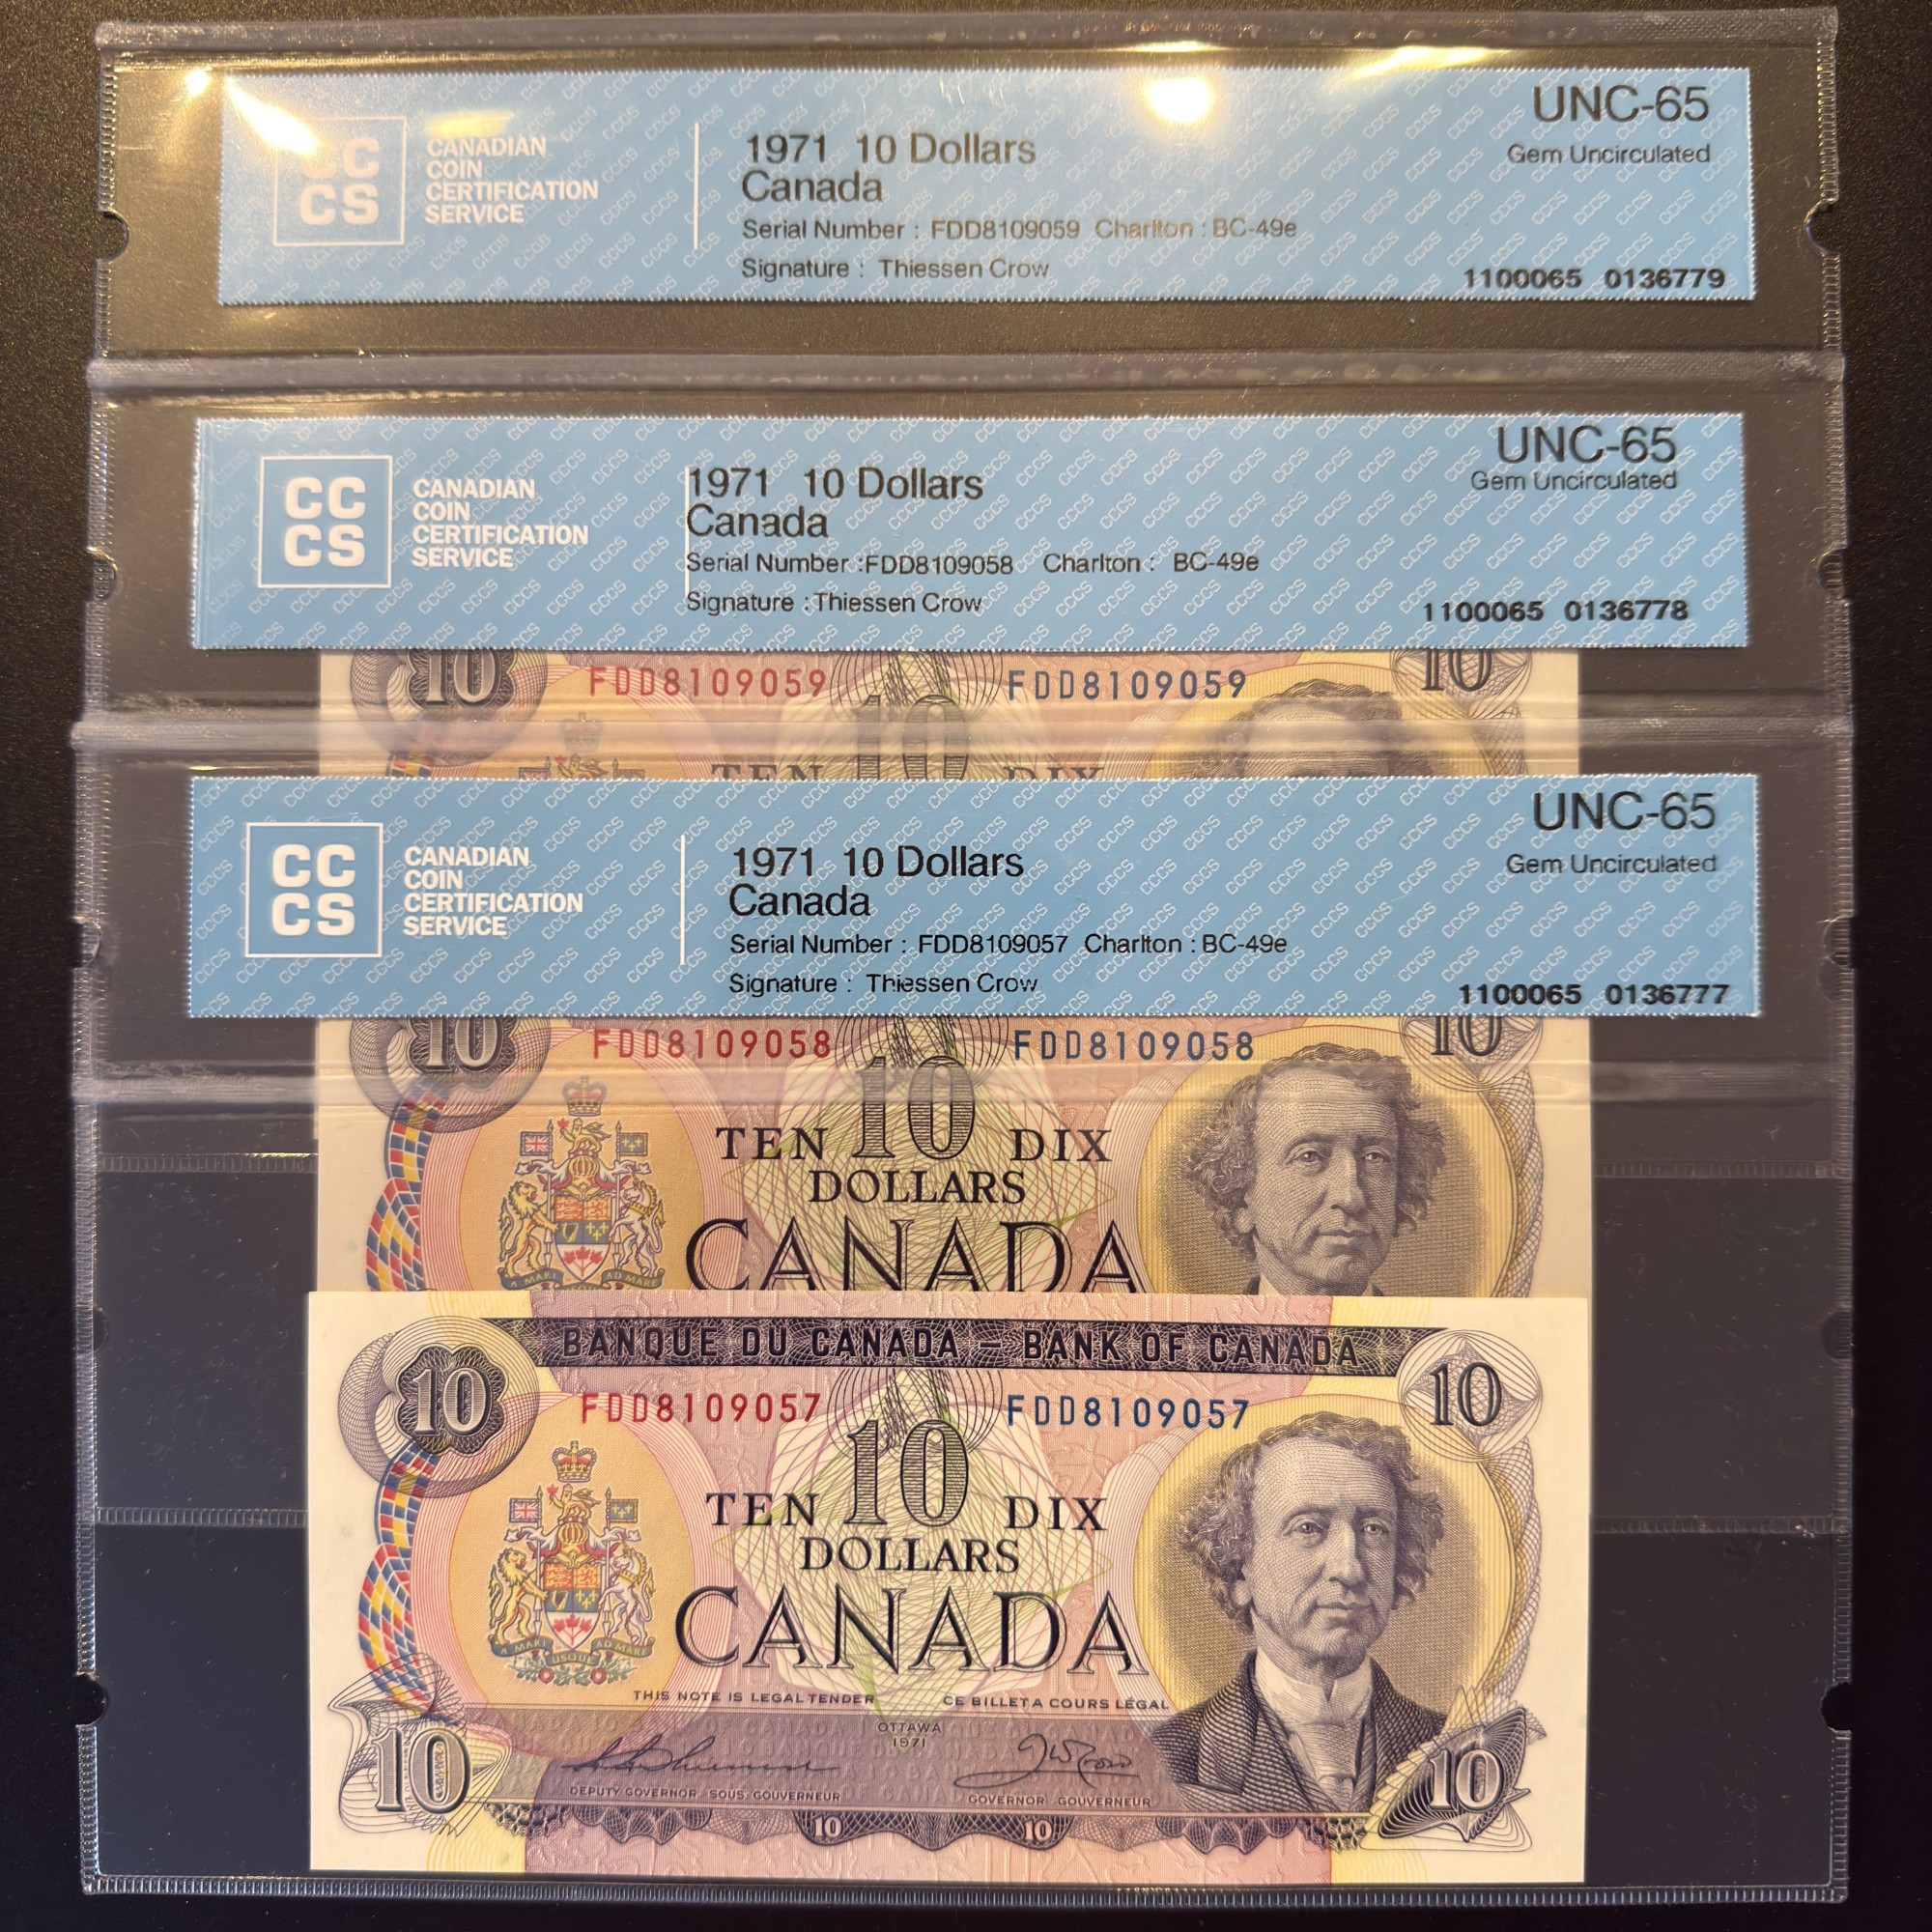 CC
CS
CANADIAN
COIN
CERTIFICATION
SERVICE
1971 10 Dollars
Canada
Serial Number : FDD8109059 Charlton : BC-49e
Signature : Thiessen Crow
UNC-65
Gem Uncirculated
1100065 0136779
CC
CS
CANADIAN
COIN
CERTIFICATION
SERVICE
1971 10 Dollars
Canada
Serial Number :FDD8109058 Charlton : BC-49e
Signature :Thiessen Crow
UNC-65
Gem Uncirculated
1100065 0136778
10 FDD8109059 FDD8109059 10
10
TEN DIX
CC
CS
CANADIAN
COIN
CERTIFICATION
SERVICE
1971 10 Dollars
Canada
Serial Number : FDD8109057 Charlton : BC-49e
Signature : Thiessen Crow
UNC-65
Gem Uncirculated
1100065 0136777
10 FDD8109058 FDD8109058 10
TEN 10 DIX
DOLLARS
CANADA
A MARI AD MARE
BANQUE DU CANADA – BANK OF CANADA
10 FDD8109057 FDD8109057 10
TEN 10 DIX
DOLLARS
CANADA
A MARI USQUE AD MARE
THIS NOTE IS LEGAL TENDER CE BILLET A COURS LÉGAL
OTTAWA
1971
DEPUTY GOVERNOR SOUS-GOUVERNEUR
GOVERNOR GOUVERNEUR
10 10 10 10